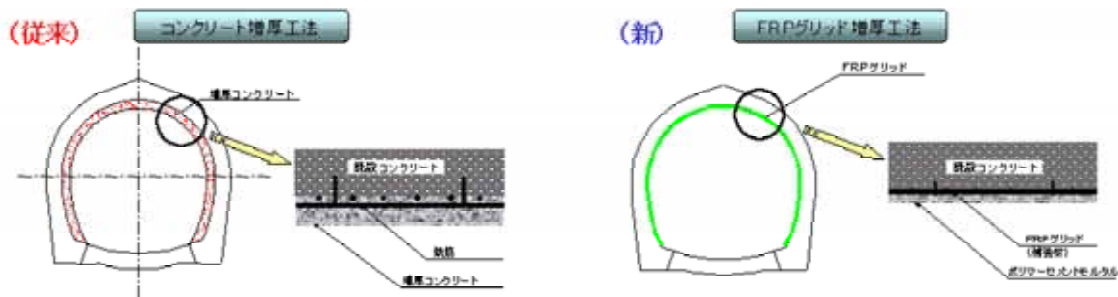 (従来)
コンクリート増厚工法
増厚コンクリート
既設コンクリート
鉄筋
増厚コンクリート
(新)
FRPグリッド増厚工法
FRPグリッド
既設コンクリート
FRPグリッド
(補強材)
ポリマーセメントモルタル